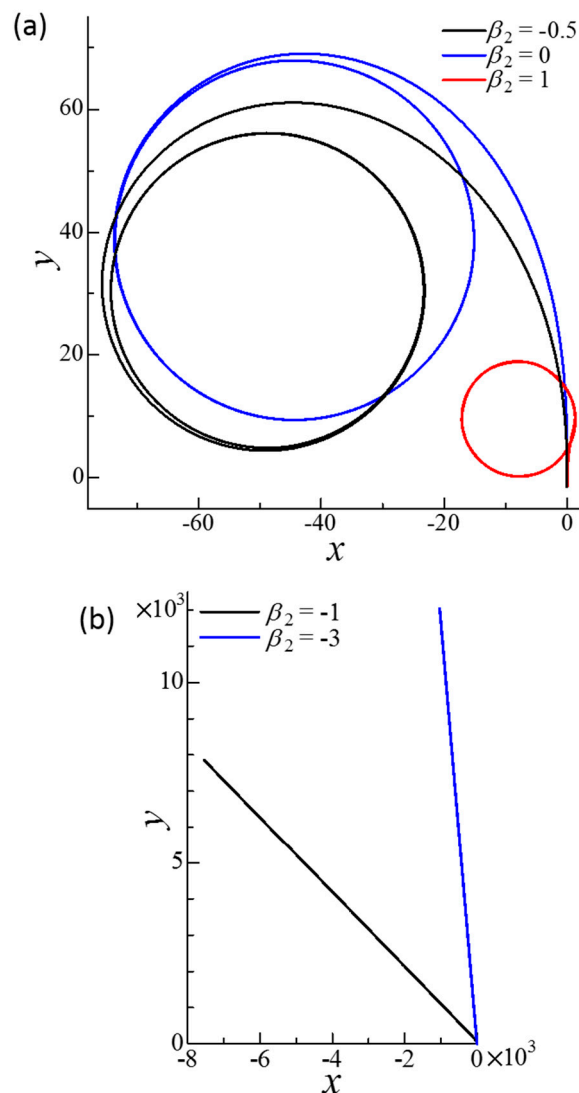 (a)
β₂ = -0.5
β₂ = 0
β₂ = 1
60
40
20
0
y
-60 -40 -20 0
x
(b)
×10³
β₂ = -1
β₂ = -3
10
5
0
y
-8 -6 -4 -2 0 ×10³
x